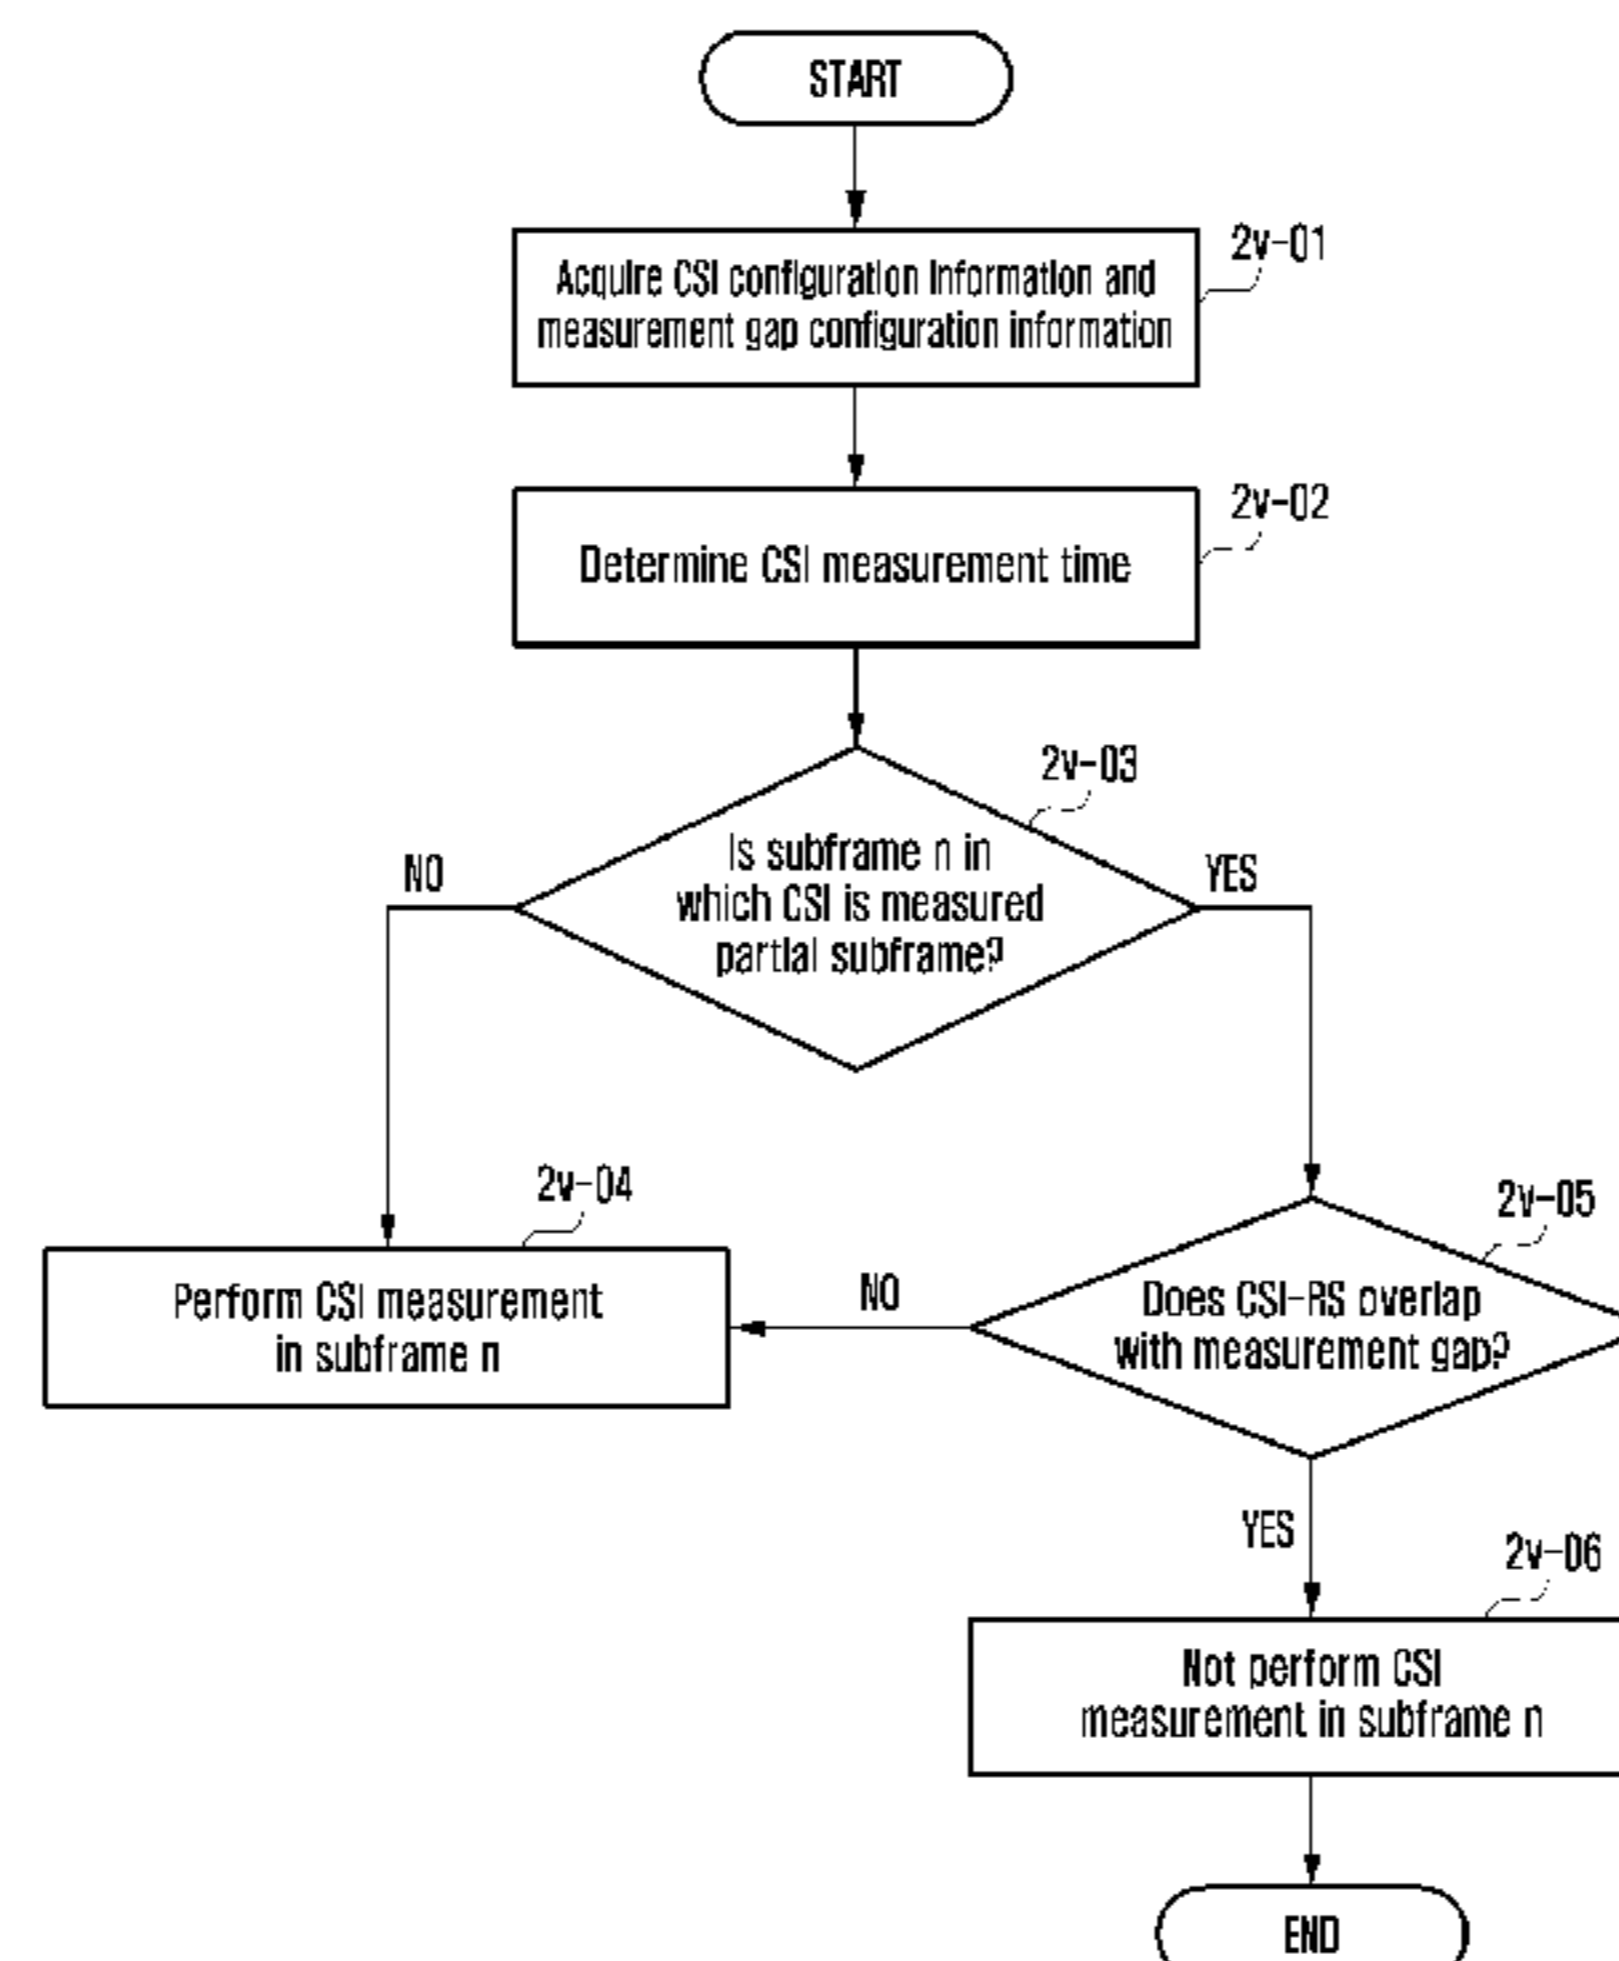 START
2v-01
Acquire CSI configuration information and
measurement gap configuration information
2v-02
Determine CSI measurement time
2v-03
Is subframe n in
which CSI is measured
partial subframe?
NO
YES
2v-04
Perform CSI measurement
in subframe n
NO
2v-05
Does CSI-RS overlap
with measurement gap?
YES
2v-06
Not perform CSI
measurement in subframe n
END